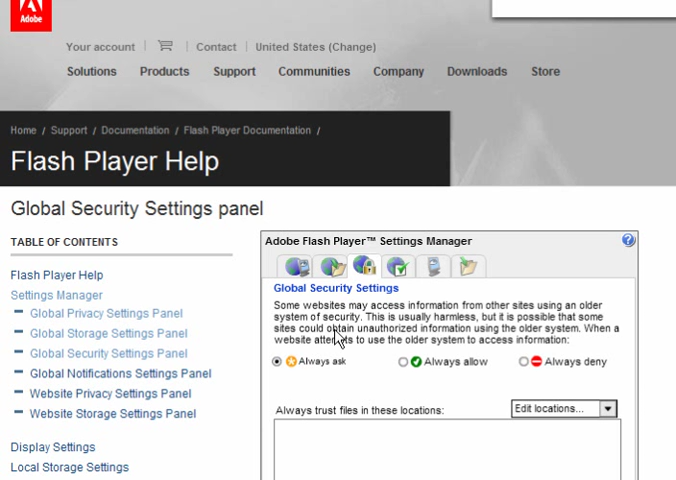 Adobe
Your account
Contact
United States (Change)
Solutions
Products
Support
Communities
Company
Downloads
Store
Home / Support / Documentation / Flash Player Documentation /
Flash Player Help
Global Security Settings panel
TABLE OF CONTENTS
Flash Player Help
Settings Manager
Global Privacy Settings Panel
Global Storage Settings Panel
Global Security Settings Panel
Global Notifications Settings Panel
Website Privacy Settings Panel
Website Storage Settings Panel
Display Settings
Local Storage Settings
Adobe Flash Player™ Settings Manager
?
Global Security Settings
Some websites may access information from other sites using an older
system of security. This is usually harmless, but it is possible that some
sites could obtain unauthorized information using the older system. When a
website attempts to use the older system to access information:
Always ask
Always allow
Always deny
Always trust files in these locations:
Edit locations...